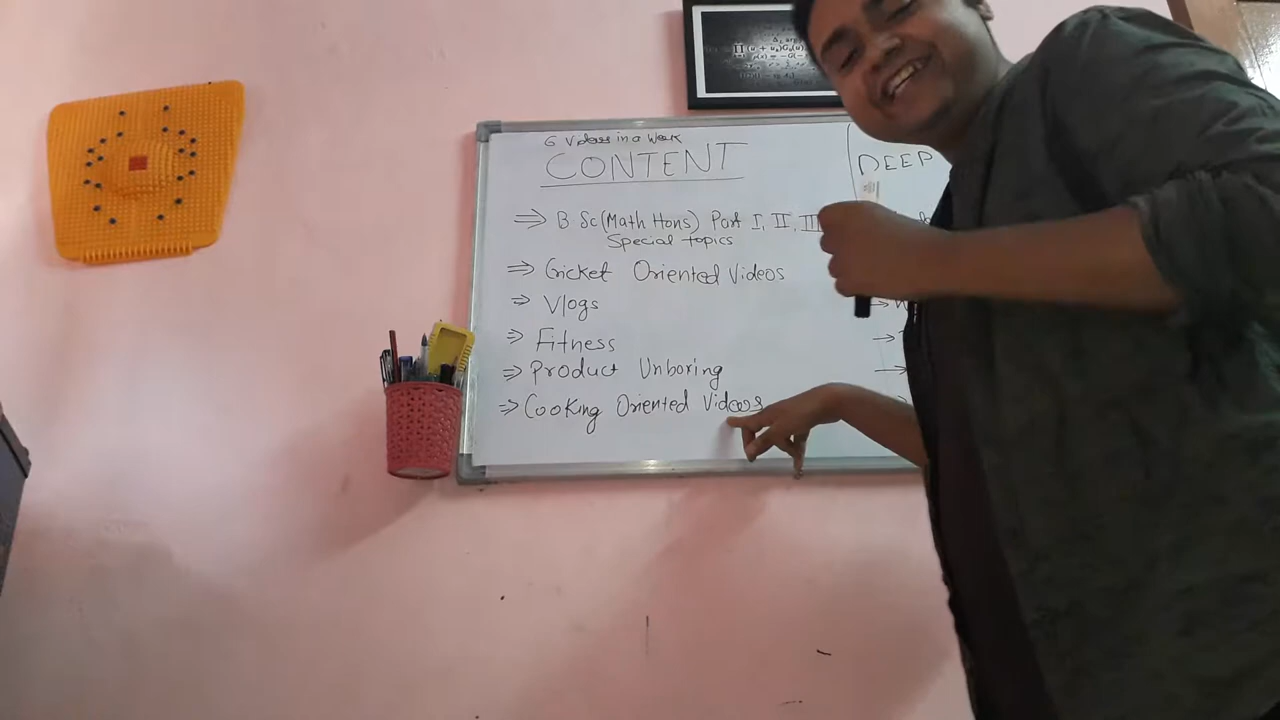 6 Videos in a Week
CONTENT
⇒ B Sc (Math Hons) Part I, II, III
Special topics
⇒ Cricket Oriented Videos
⇒ Vlogs
⇒ Fitness
⇒ Product Unboring
⇒ Cooking Oriented Videos
DEEP